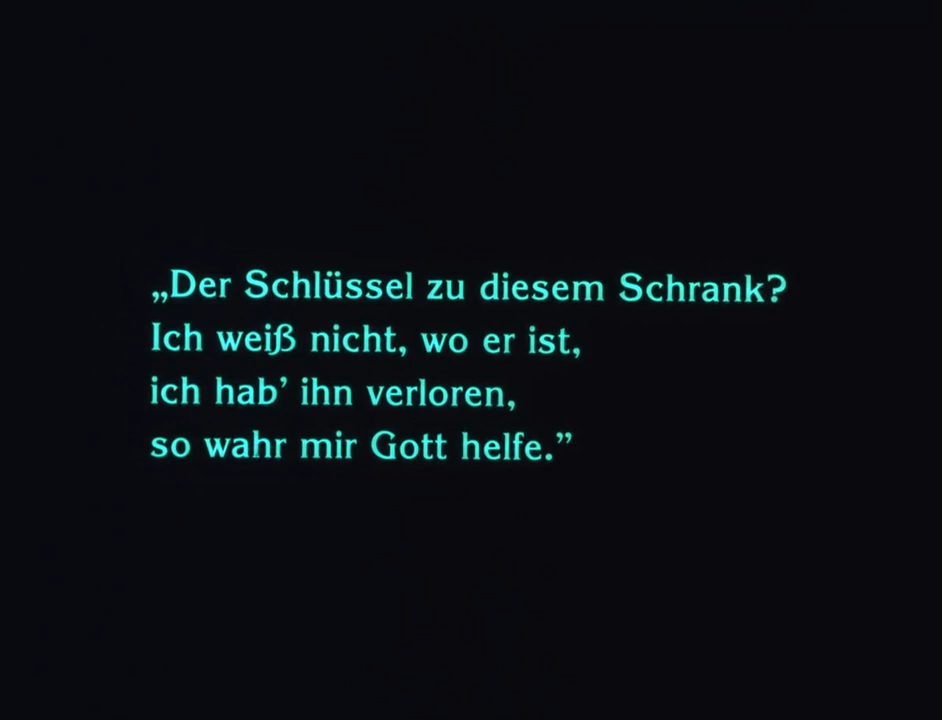 „Der Schlüssel zu diesem Schrank?
Ich weiß nicht, wo er ist,
ich hab’ ihn verloren,
so wahr mir Gott helfe.”